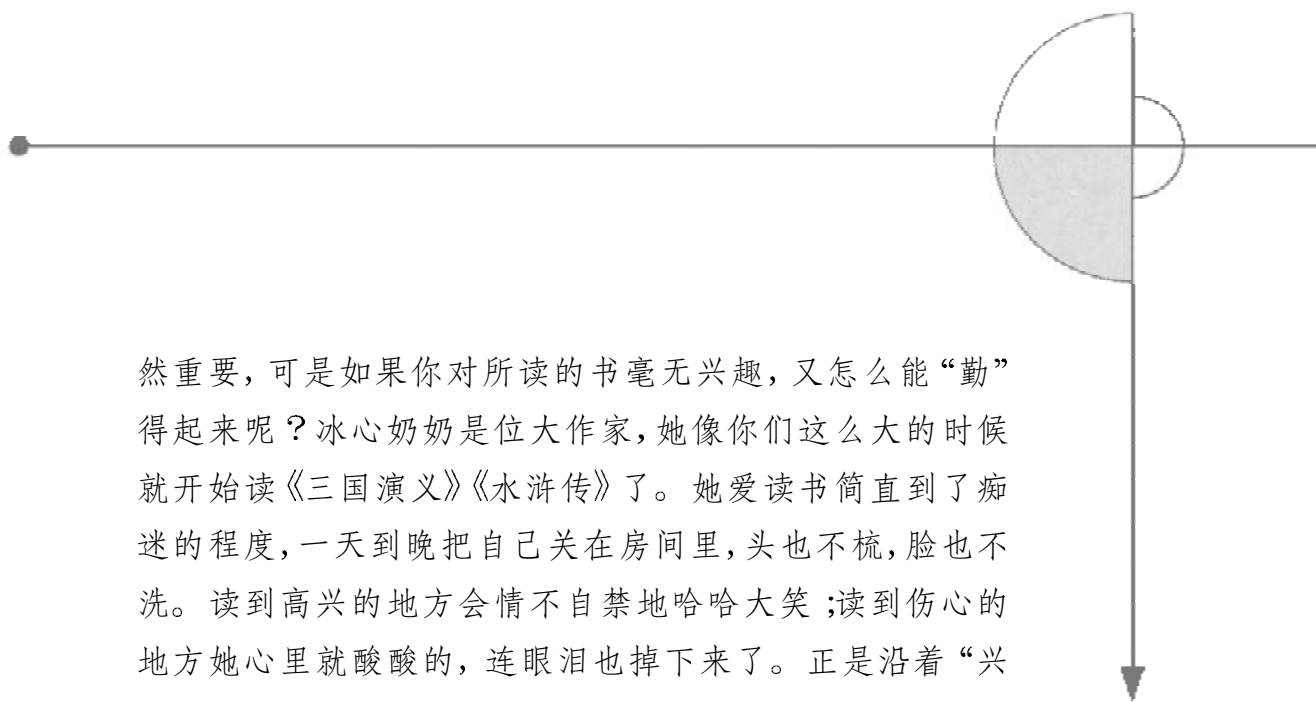 然重要，可是如果你对所读的书毫无兴趣，又怎么能“勤”
得起来呢？冰心奶奶是位大作家，她像你们这么大的时候
就开始读《三国演义》《水浒传》了。她爱读书简直到了痴
迷的程度，一天到晚把自己关在房间里，头也不梳，脸也不
洗。读到高兴的地方会情不自禁地哈哈大笑；读到伤心的
地方她心里就酸酸的，连眼泪也掉下来了。正是沿着“兴